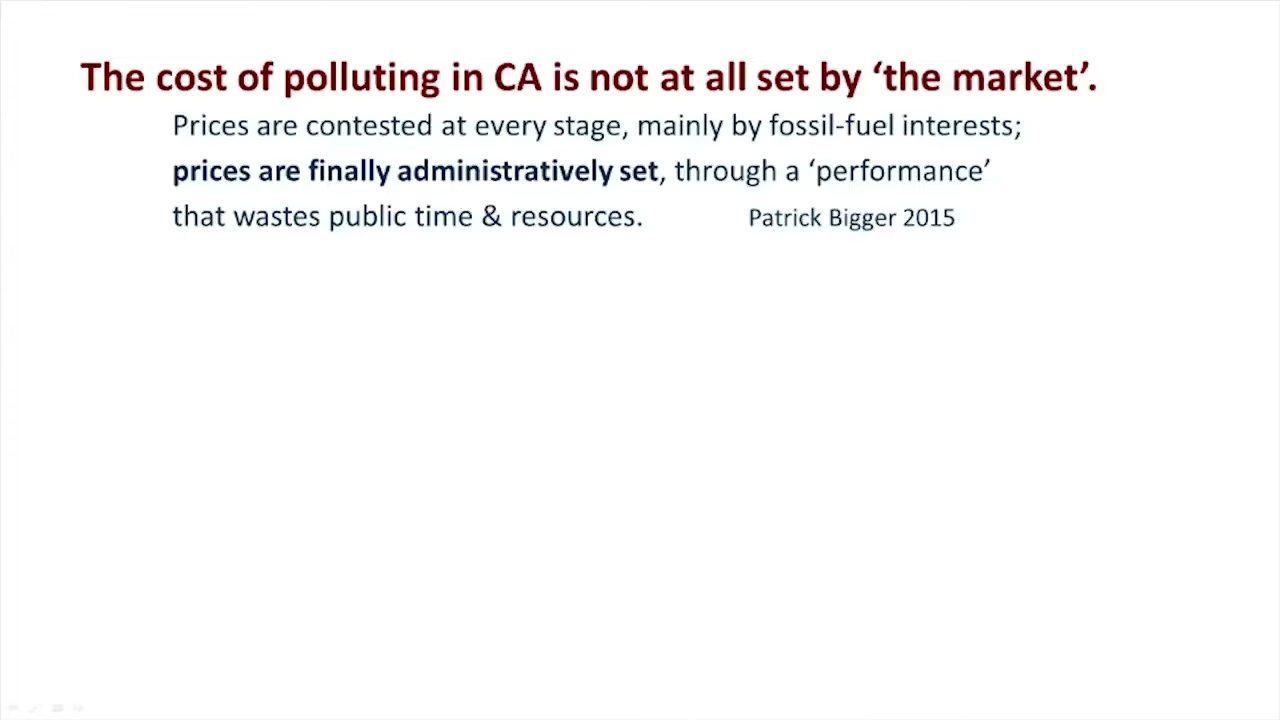 The cost of polluting in CA is not at all set by ‘the market’.
Prices are contested at every stage, mainly by fossil-fuel interests;
prices are finally administratively set, through a ‘performance’
that wastes public time & resources. Patrick Bigger 2015